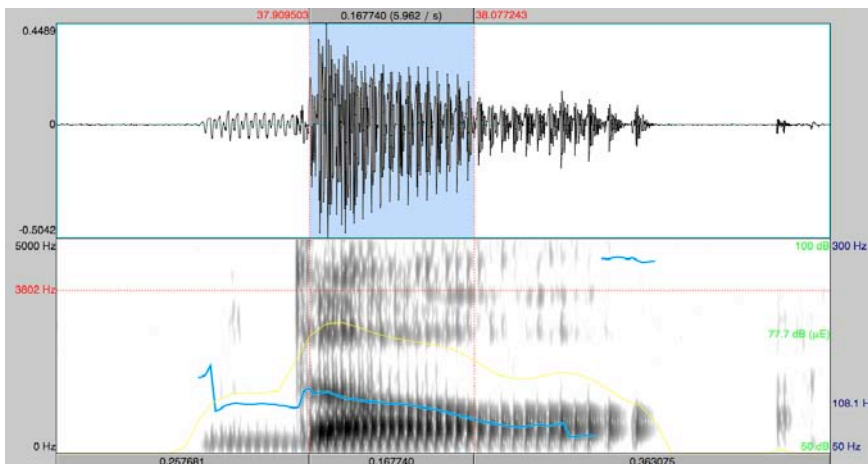 37.909503 0.167740 (5.962 / s) 38.077243
0.4489
0
-0.5042
5000 Hz 100 dB 300 Hz
3802 Hz
77.7 dB (µE)
108.1 H
0 Hz 50 dB 50 Hz
0.257681 0.167740 0.363075